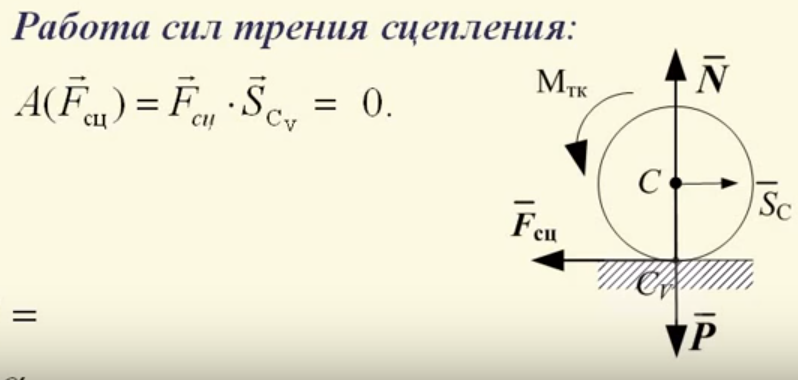 Работа сил трения сцепления:
A(F⃗сц) = F⃗сц · S⃗Cv = 0.
Mтк
N̅
C
S̅C
F̅сц
Cv
P̅
=